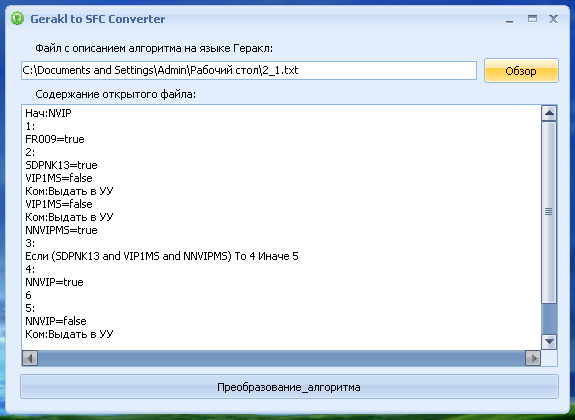 Gerakl to SFC Converter
Файл с описанием алгоритма на языке Геракл:
C:\Documents and Settings\Admin\Рабочий стол\2_1.txt
Обзор
Содержание открытого файла:
Нач:NVIP
1:
FR009=true
2:
SDPNK13=true
VIP1MS=false
Ком:Выдать в УУ
VIP1MS=false
Ком:Выдать в УУ
NNVIPMS=true
3:
Если (SDPNK13 and VIP1MS and NNVIPMS) То 4 Иначе 5
4:
NNVIP=true
6
5:
NNVIP=false
Ком:Выдать в УУ
Преобразование_алгоритма